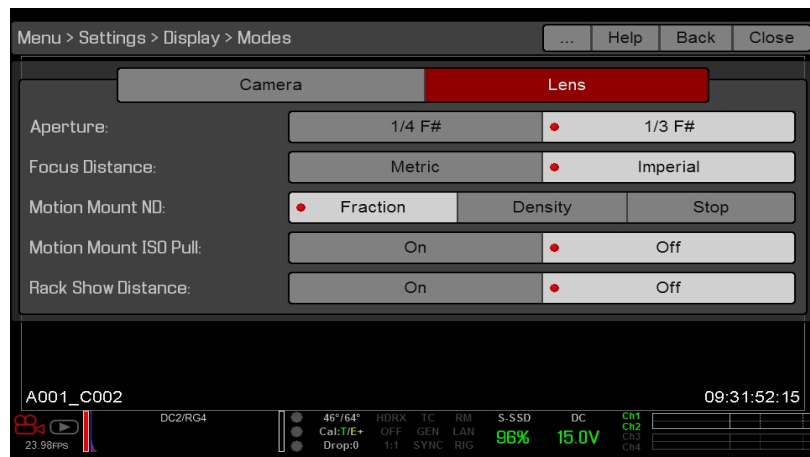 Menu > Settings > Display > Modes ... Help Back Close
Camera Lens
Aperture: 1/4 F# 1/3 F#
Focus Distance: Metric Imperial
Motion Mount ND: Fraction Density Stop
Motion Mount ISO Pull: On Off
Rack Show Distance: On Off
A001_C002 09:31:52:15
DC2/RG4 46°/64° HDRX TC RM S-SSD DC Ch1
Cal:T/E+ OFF GEN LAN 96% 15.0V Ch2
23.98FPS Drop:0 1:1 SYNC RIG Ch3
Ch4